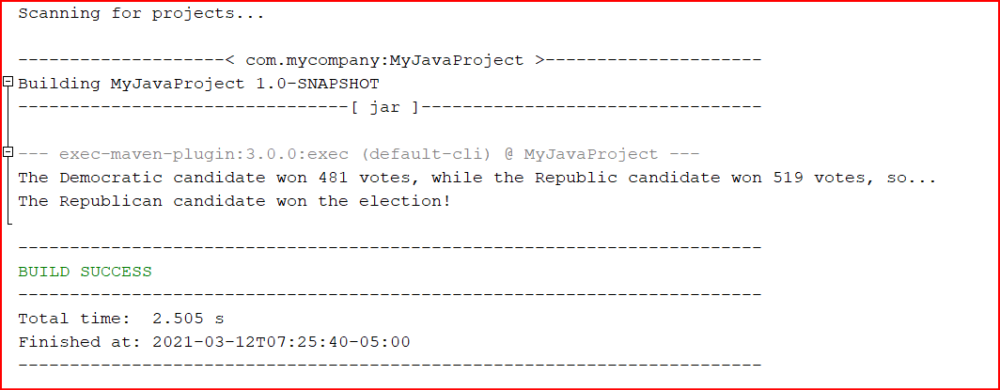 Scanning for projects...
--------------------< com.mycompany:MyJavaProject >---------------------
Building MyJavaProject 1.0-SNAPSHOT
--------------------------------[ jar ]---------------------------------
--- exec-maven-plugin:3.0.0:exec (default-cli) @ MyJavaProject ---
The Democratic candidate won 481 votes, while the Republic candidate won 519 votes, so...
The Republican candidate won the election!
------------------------------------------------------------------------
BUILD SUCCESS
------------------------------------------------------------------------
Total time:  2.505 s
Finished at: 2021-03-12T07:25:40-05:00
------------------------------------------------------------------------